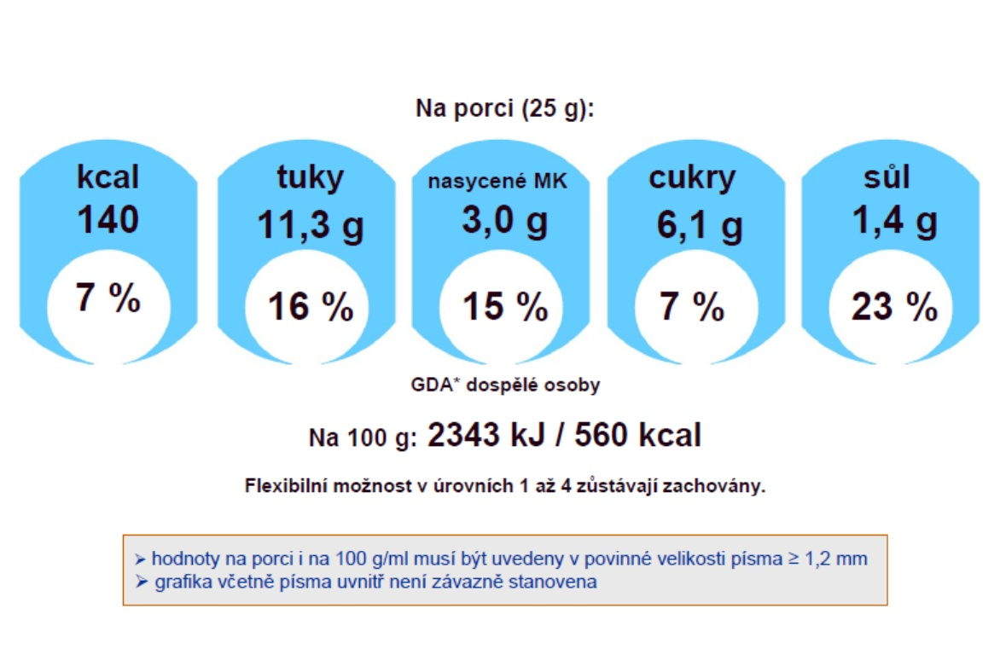 Na porci (25 g):
kcal tuky nasycené MK cukry sůl
140 11,3 g 3,0 g 6,1 g 1,4 g
7 % 16 % 15 % 7 % 23 %
GDA* dospělé osoby
Na 100 g: 2343 kJ / 560 kcal
Flexibilní možnost v úrovních 1 až 4 zůstávají zachovány.
➢ hodnoty na porci i na 100 g/ml musí být uvedeny v povinné velikosti písma ≥ 1,2 mm
➢ grafika včetně písma uvnitř není závazně stanovena